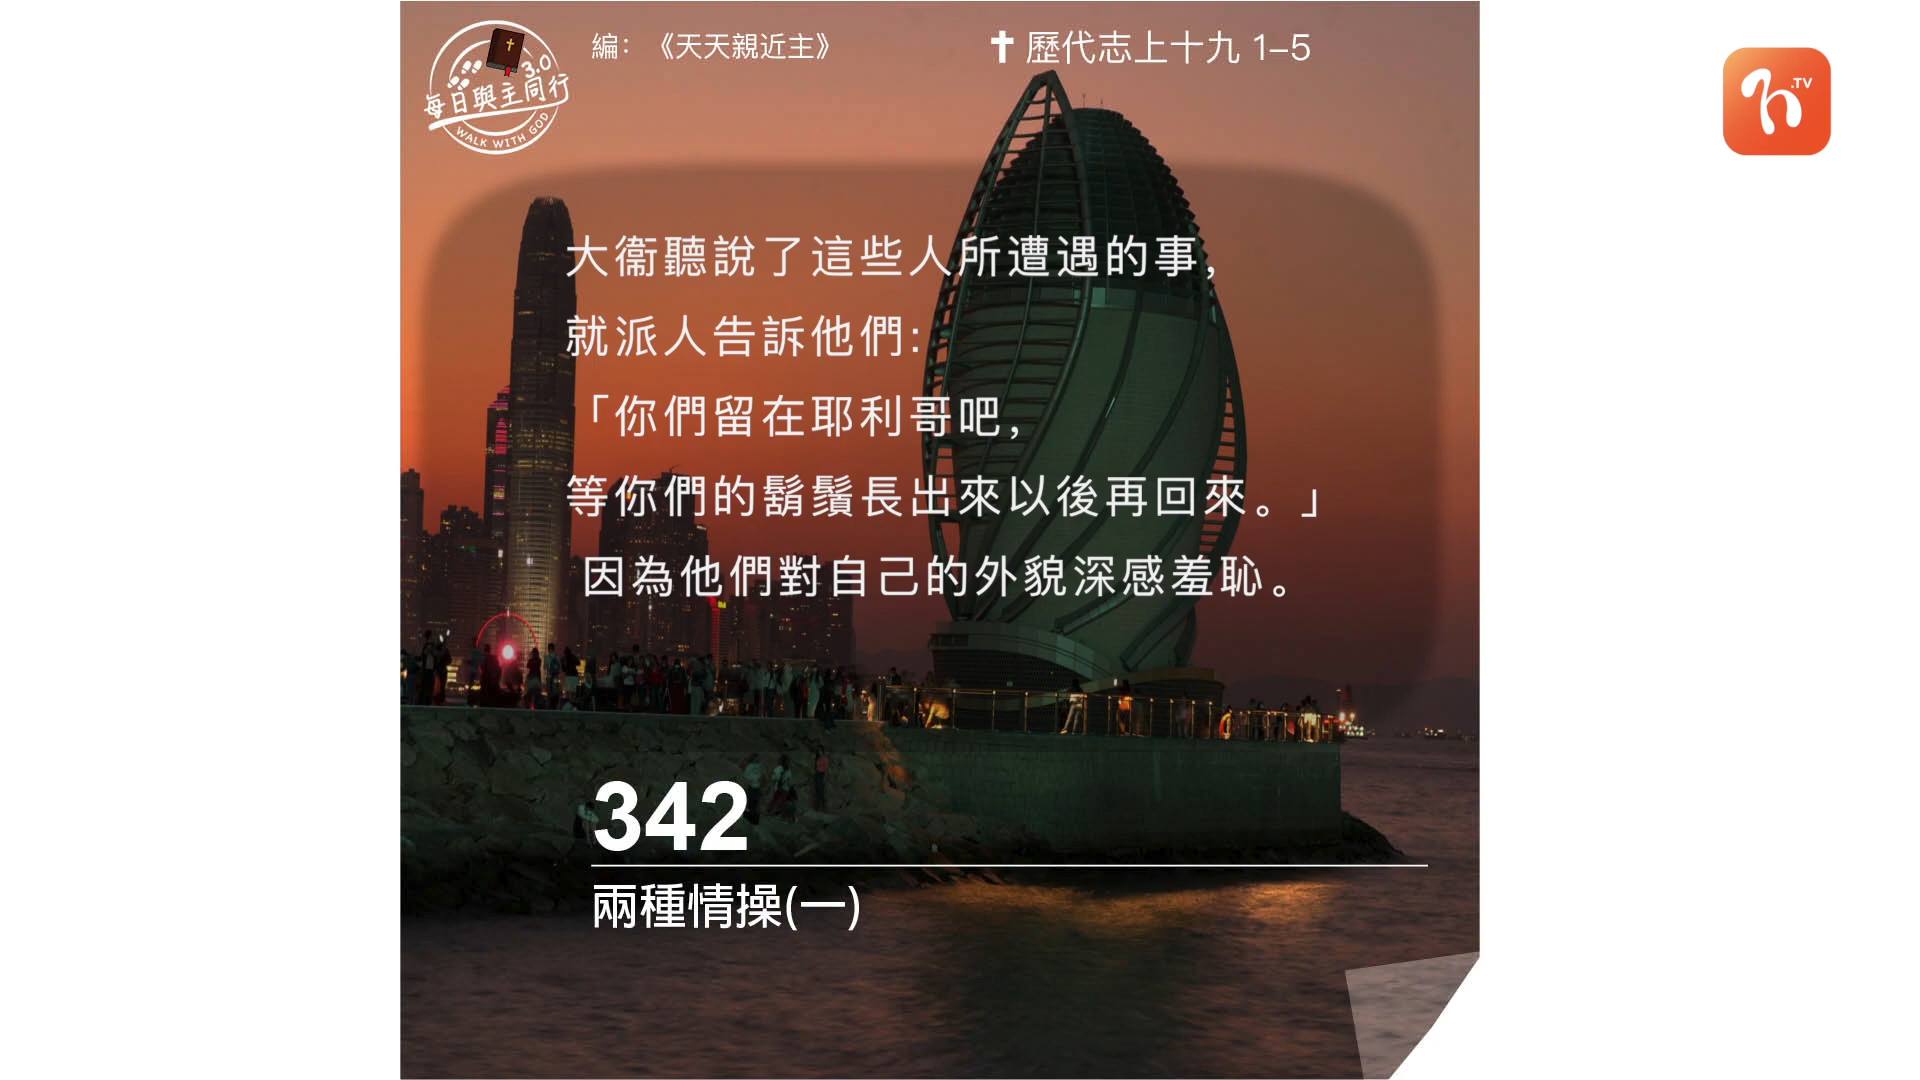 3.0
每日與主同行
WALK WITH GOD
編：《天天親近主》
歷代志上十九 1–5
h.TV
大衞聽說了這些人所遭遇的事，
就派人告訴他們：
「你們留在耶利哥吧，
等你們的鬍鬚長出來以後再回來。」
因為他們對自己的外貌深感羞恥。
342
兩種情操(一)